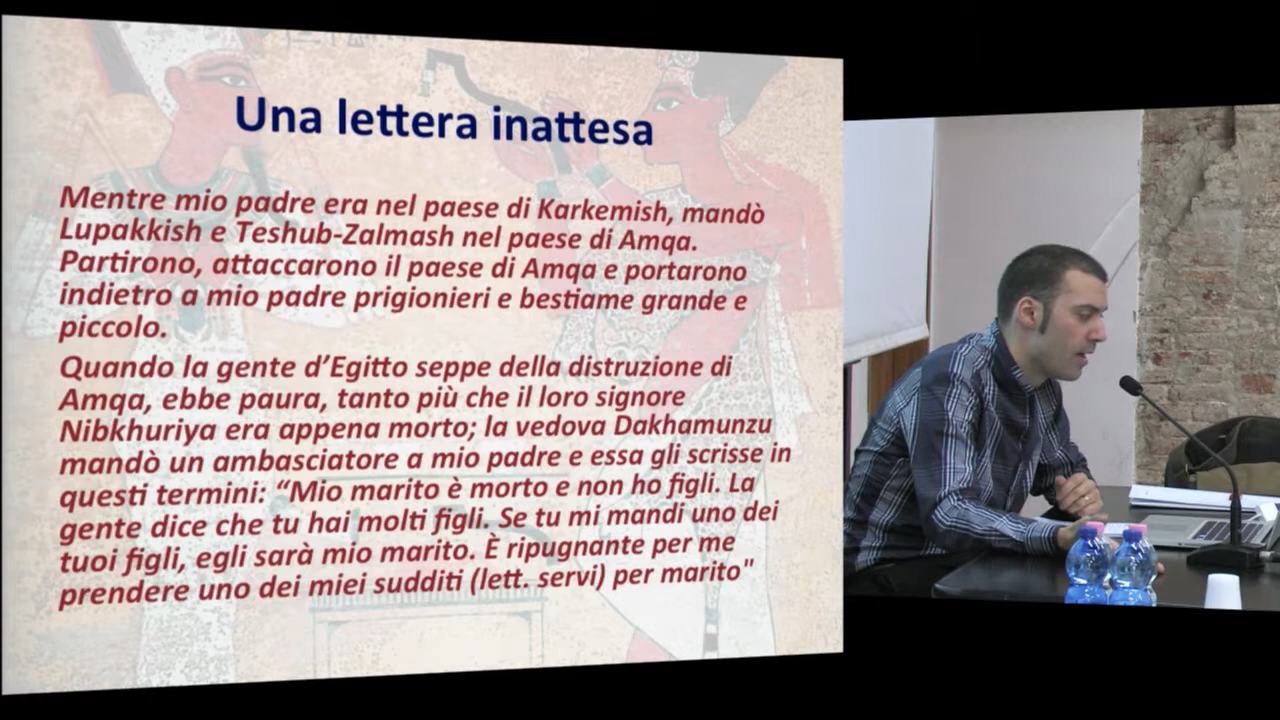 Una lettera inattesa
Mentre mio padre era nel paese di Karkemish, mandò
Lupakkish e Teshub-Zalmash nel paese di Amqa.
Partirono, attaccarono il paese di Amqa e portarono
indietro a mio padre prigionieri e bestiame grande e
piccolo.
Quando la gente d’Egitto seppe della distruzione di
Amqa, ebbe paura, tanto più che il loro signore
Nibkhuriya era appena morto; la vedova Dakhamunzu
mandò un ambasciatore a mio padre e essa gli scrisse in
questi termini: “Mio marito è morto e non ho figli. La
gente dice che tu hai molti figli. Se tu mi mandi uno dei
tuoi figli, egli sarà mio marito. È ripugnante per me
prendere uno dei miei sudditi (lett. servi) per marito"